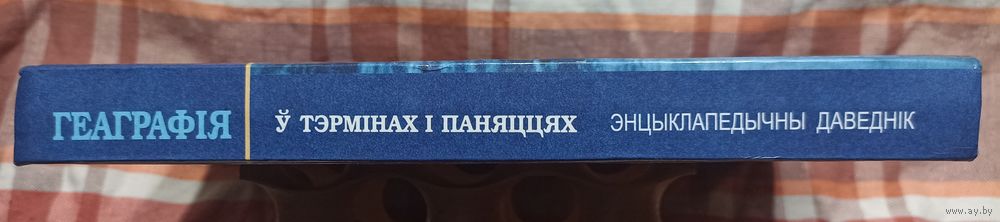 ГЕАГРАФІЯ Ў ТЭРМІНАХ І ПАНЯЦЦЯХ ЭНЦЫКЛАПЕДЫЧНЫ ДАВЕДНІК
www.ay.by